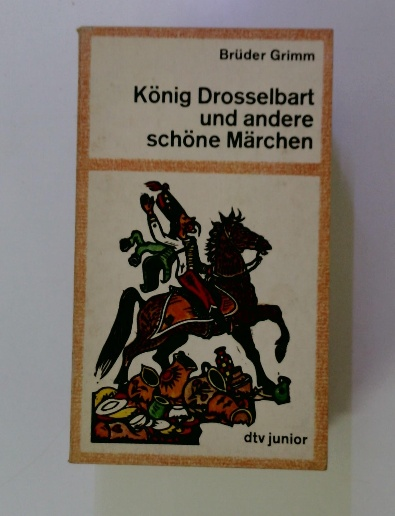 Brüder Grimm
König Drosselbart
und andere
schöne Märchen
dtv junior